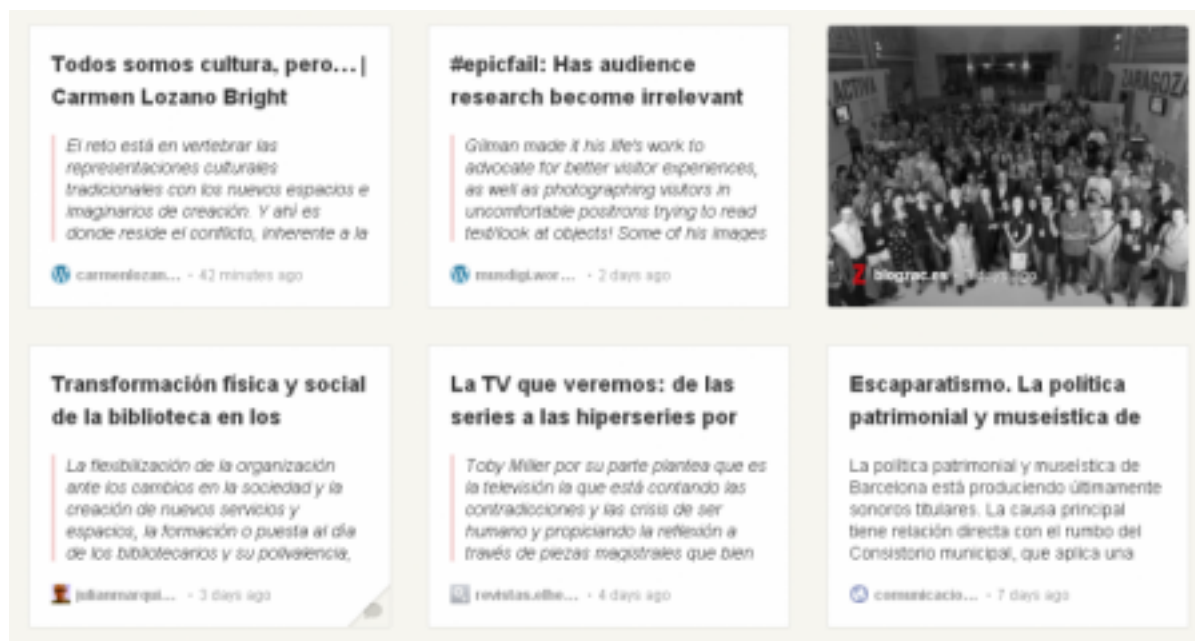 Todos somos cultura, pero... |
Carmen Lozano Bright
El reto está en vertebrar las
representaciones culturales
tradicionales con los nuevos espacios e
imaginarios de creación. Y ahí es
donde reside el conflicto, inherente a la
carmenlozan... • 42 minutes ago
#epicfail: Has audience
research become irrelevant
Gilman made it his life's work to
advocate for better visitor experiences,
as well as photographing visitors in
uncomfortable positrons trying to read
text/look at objects! Some of his images
musdigi.wor... • 2 days ago
ACTIVA
ZARAGOZA
blogzac.es • days ago
Transformación física y social
de la biblioteca en los
La flexibilización de la organización
ante los cambios en la sociedad y la
creación de nuevos servicios y
espacios, la formación o puesta al día
de los bibliotecarios y su polivalencia,
julianmarqui... • 3 days ago
La TV que veremos: de las
series a las hiperseries por
Toby Miller por su parte plantea que es
la televisión la que está contando las
contradicciones y las crisis de ser
humano y propiciando la reflexión a
través de piezas magistrales que bien
revistas.elhe... • 4 days ago
Escaparatismo. La política
patrimonial y museística de
La política patrimonial y museística de
Barcelona está produciendo últimamente
sonoros titulares. La causa principal
tiene relación directa con el rumbo del
Consistorio municipal, que aplica una
comunicacio... • 7 days ago